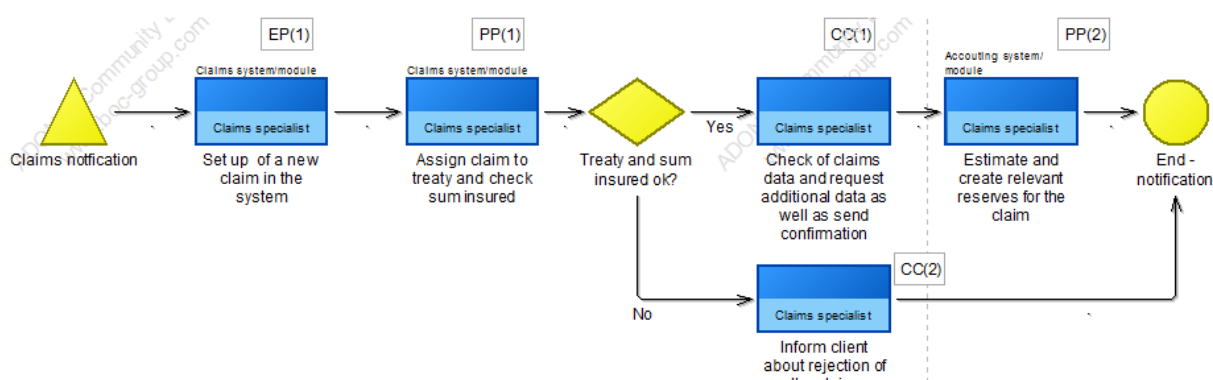 EP(1)
PP(1)
CC(1)
PP(2)
Claims system/module
Claims system/module
Accouting system/
module
Claims specialist
Claims specialist
Claims specialist
Claims specialist
Claims notfication
Set up of a new
claim in the
system
Assign claim to
treaty and check
sum insured
Treaty and sum
insured ok?
Yes
Check of claims
data and request
additional data as
well as send
confirmation
Estimate and
create relevant
reserves for the
claim
End -
notification
No
CC(2)
Claims specialist
Inform client
about rejection of